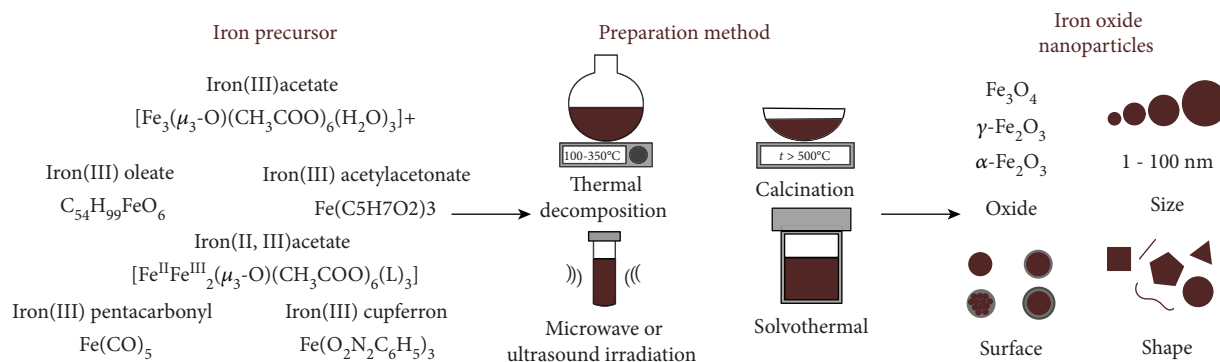 Iron precursor
Iron(III)acetate
[Fe₃(μ₃-O)(CH₃COO)₆(H₂O)₃]+
Iron(III) oleate
C₅₄H₉₉FeO₆
Iron(III) acetylacetonate
Fe(C5H7O2)3
Iron(II, III)acetate
[FeᴵᴵFeᴵᴵᴵ₂(μ₃-O)(CH₃COO)₆(L)₃]
Iron(III) pentacarbonyl
Fe(CO)₅
Iron(III) cupferron
Fe(O₂N₂C₆H₅)₃
Preparation method
100-350°C
Thermal
decomposition
t > 500°C
Calcination
Microwave or
ultrasound irradiation
Solvothermal
Iron oxide
nanoparticles
Fe₃O₄
γ-Fe₂O₃
α-Fe₂O₃
Oxide
1 - 100 nm
Size
Surface
Shape